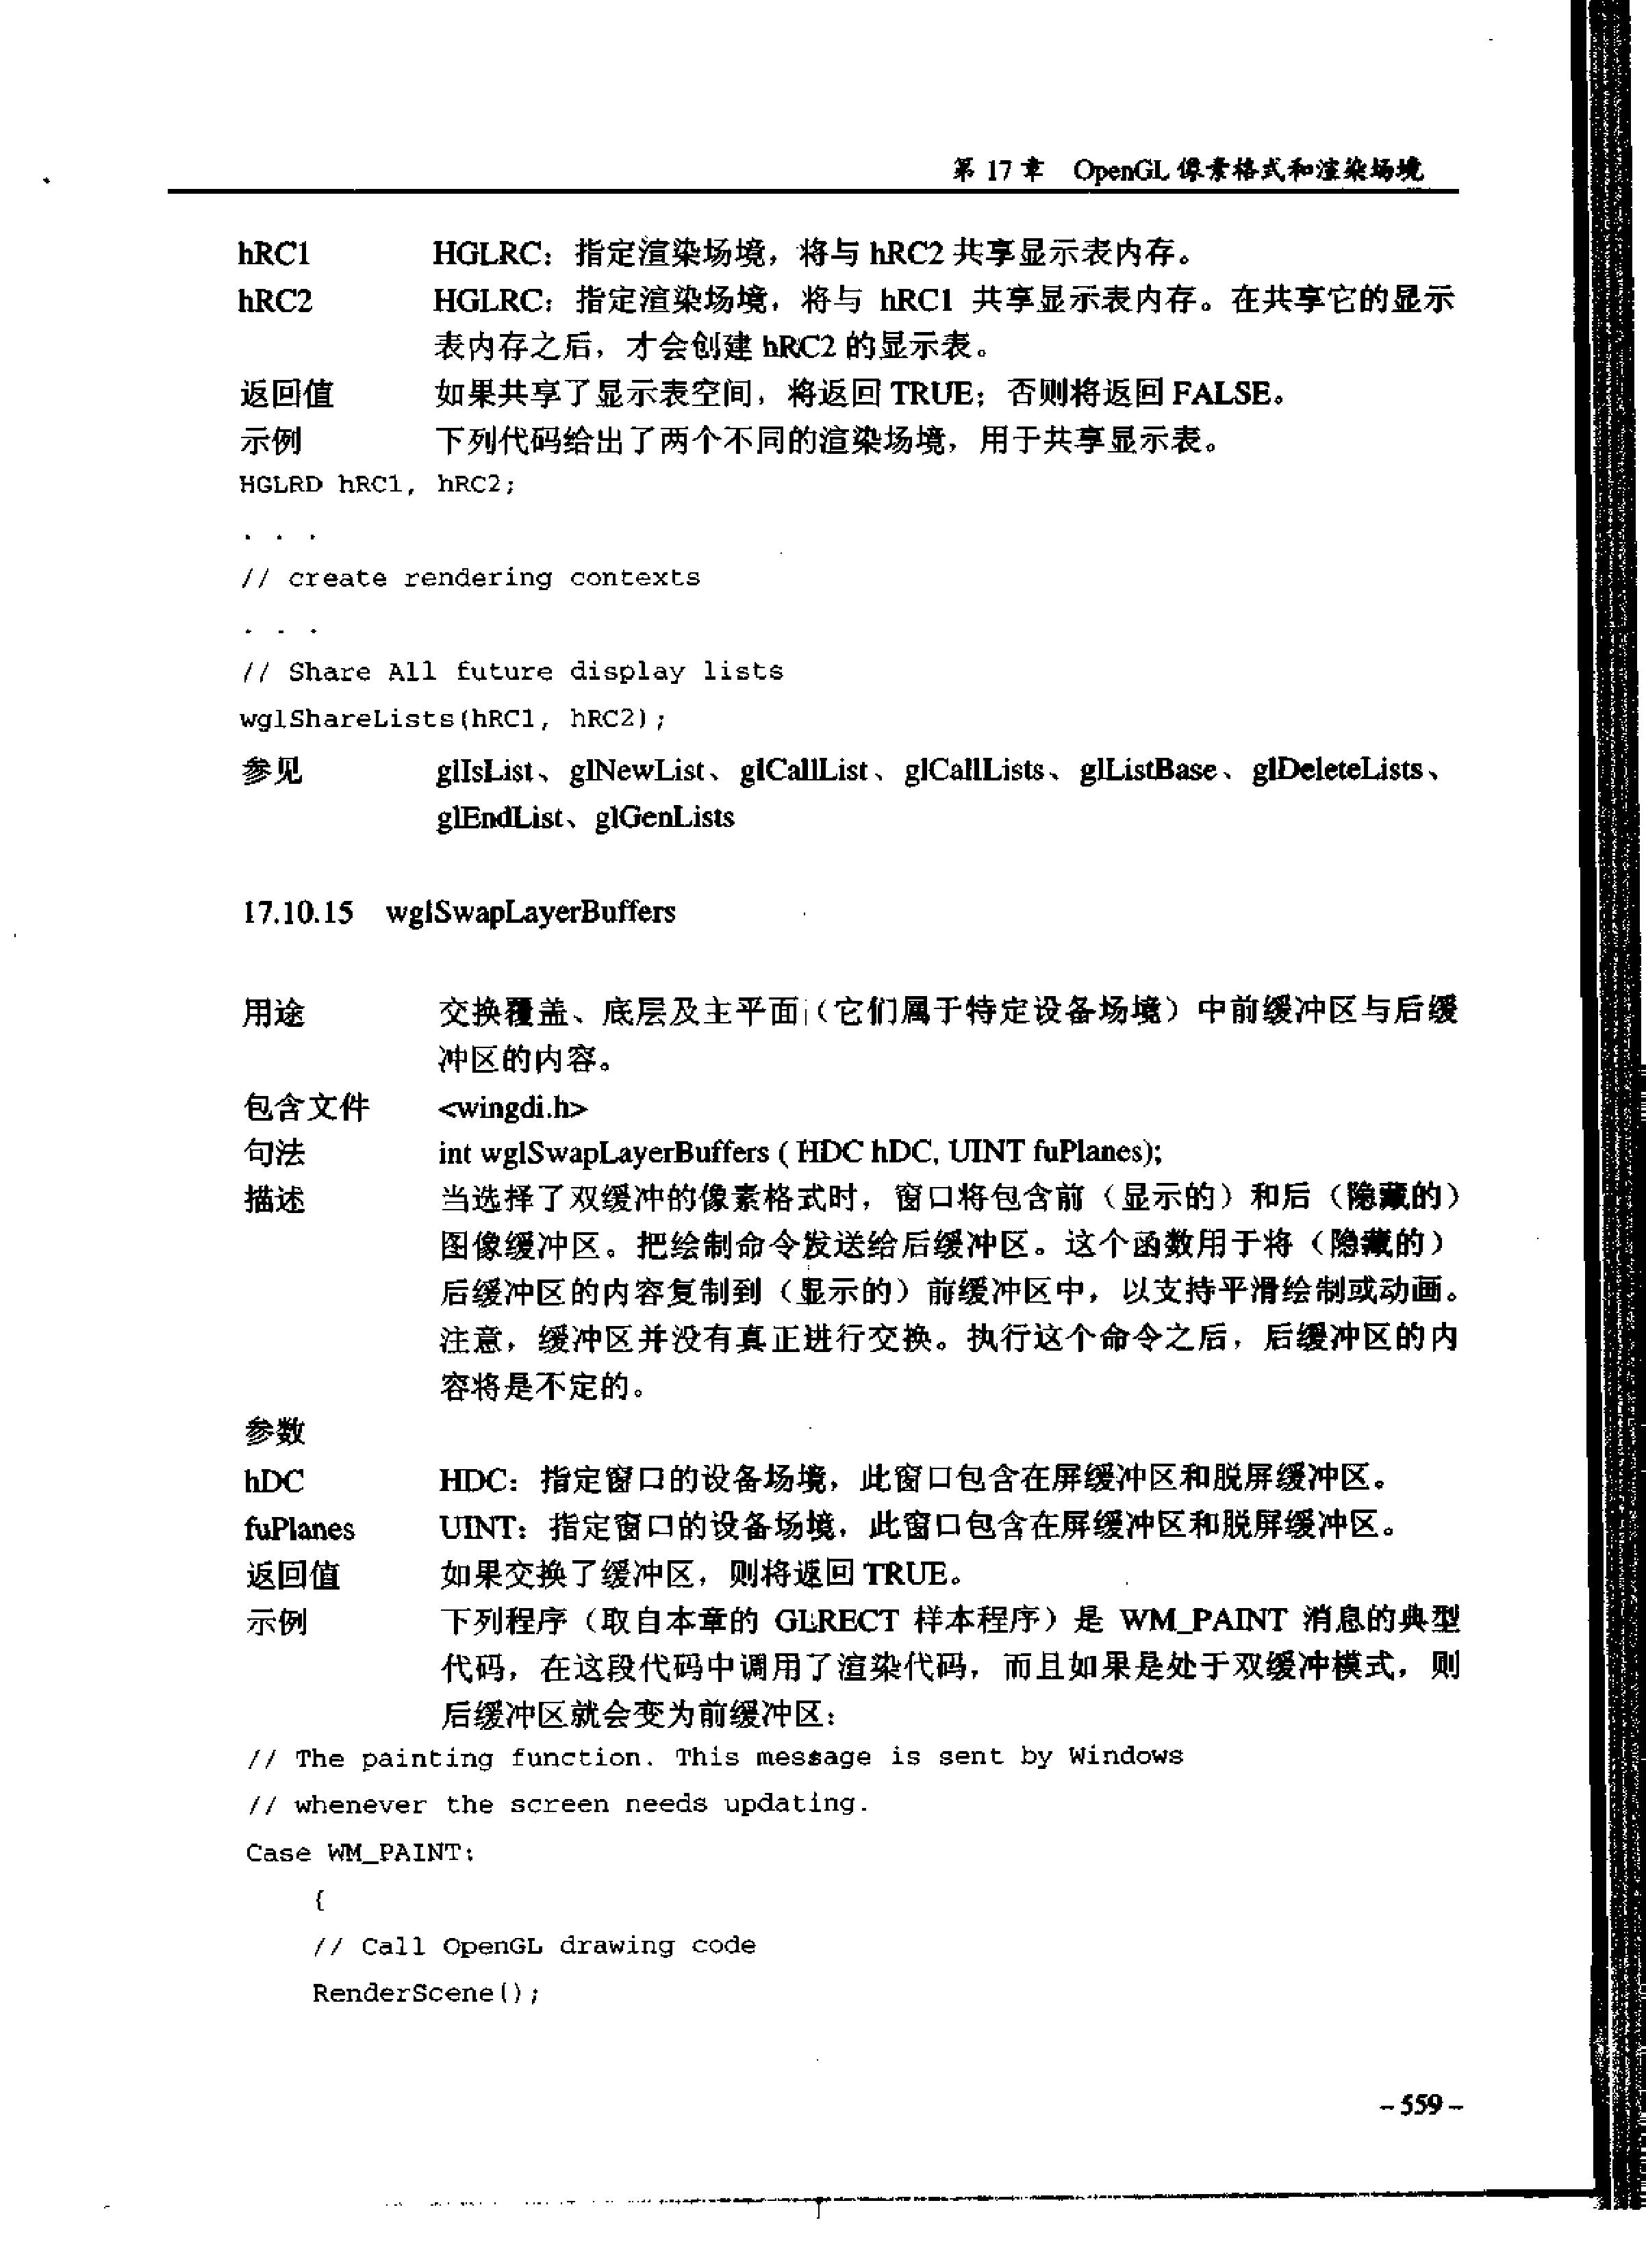 第 17 章 OpenGL 像素格式和渲染场境
hRC1 HGLRC：指定渲染场境，将与 hRC2 共享显示表内存。
hRC2 HGLRC：指定渲染场境，将与 hRC1 共享显示表内存。在共享它的显示
表内存之后，才会创建 hRC2 的显示表。
返回值 如果共享了显示表空间，将返回 TRUE；否则将返回 FALSE。
示例 下列代码给出了两个不同的渲染场境，用于共享显示表。
HGLRD hRC1, hRC2;
. . .
// create rendering contexts
. . .
// Share All future display lists
wglShareLists(hRC1, hRC2);
参见 glIsList、glNewList、glCallList、glCallLists、glListBase、glDeleteLists、
glEndList、glGenLists
17.10.15 wglSwapLayerBuffers
用途 交换覆盖、底层及主平面（它们属于特定设备场境）中前缓冲区与后缓
冲区的内容。
包含文件 <wingdi.h>
句法 int wglSwapLayerBuffers ( HDC hDC, UINT fuPlanes);
描述 当选择了双缓冲的像素格式时，窗口将包含前（显示的）和后（隐藏的）
图像缓冲区。把绘制命令发送给后缓冲区。这个函数用于将（隐藏的）
后缓冲区的内容复制到（显示的）前缓冲区中，以支持平滑绘制或动画。
注意，缓冲区并没有真正进行交换。执行这个命令之后，后缓冲区的内
容将是不定的。
参数
hDC HDC：指定窗口的设备场境，此窗口包含在屏缓冲区和脱屏缓冲区。
fuPlanes UINT：指定窗口的设备场境，此窗口包含在屏缓冲区和脱屏缓冲区。
返回值 如果交换了缓冲区，则将返回 TRUE。
示例 下列程序（取自本章的 GLRECT 样本程序）是 WM_PAINT 消息的典型
代码，在这段代码中调用了渲染代码，而且如果是处于双缓冲模式，则
后缓冲区就会变为前缓冲区：
// The painting function. This message is sent by Windows
// whenever the screen needs updating.
Case WM_PAINT:
{
// Call OpenGL drawing code
RenderScene();
- 559 -